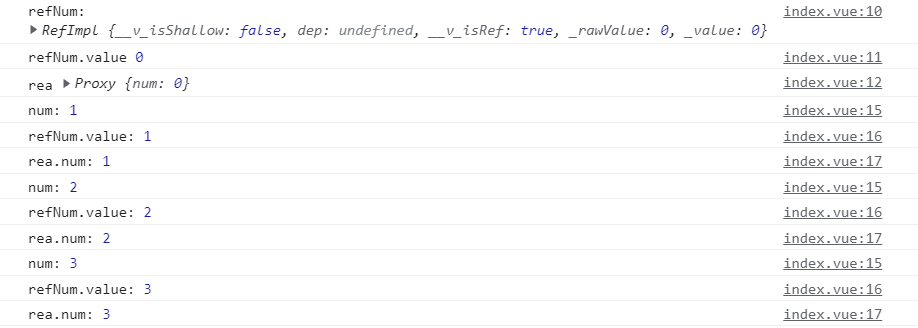 refNum: index.vue:10
▶RefImpl {__v_isShallow: false, dep: undefined, __v_isRef: true, _rawValue: 0, _value: 0}
refNum.value 0 index.vue:11
rea ▶Proxy {num: 0} index.vue:12
num: 1 index.vue:15
refNum.value: 1 index.vue:16
rea.num: 1 index.vue:17
num: 2 index.vue:15
refNum.value: 2 index.vue:16
rea.num: 2 index.vue:17
num: 3 index.vue:15
refNum.value: 3 index.vue:16
rea.num: 3 index.vue:17